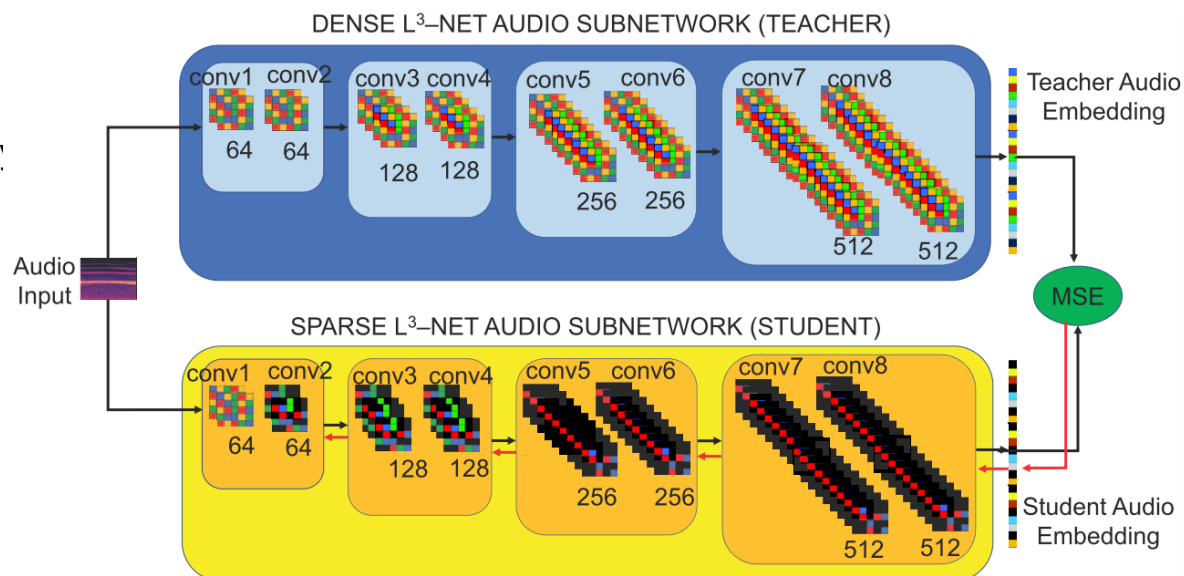 DENSE L³–NET AUDIO SUBNETWORK (TEACHER)
conv1 conv2 conv3 conv4 conv5 conv6 conv7 conv8
64 64 128 128 256 256 512 512
Teacher Audio
Embedding
Audio
Input
MSE
SPARSE L³–NET AUDIO SUBNETWORK (STUDENT)
conv1 conv2 conv3 conv4 conv5 conv6 conv7 conv8
64 64 128 128 256 256 512 512
Student Audio
Embedding